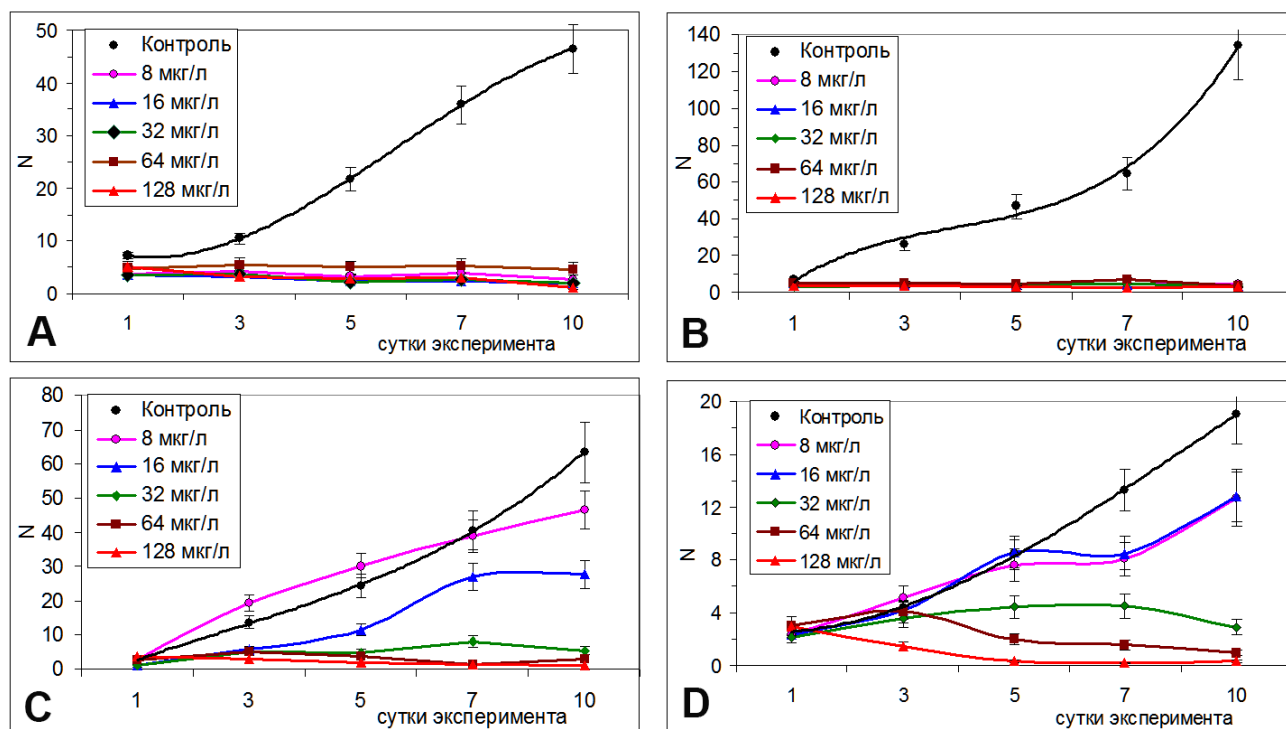 50
40
30
20
10
0
N
Контроль
8 мкг/л
16 мкг/л
32 мкг/л
64 мкг/л
128 мкг/л
1 3 5 7 10
сутки эксперимента
A
140
120
100
80
60
40
20
0
N
Контроль
8 мкг/л
16 мкг/л
32 мкг/л
64 мкг/л
128 мкг/л
1 3 5 7 10
сутки эксперимента
B
80
70
60
50
40
30
20
10
0
N
Контроль
8 мкг/л
16 мкг/л
32 мкг/л
64 мкг/л
128 мкг/л
1 3 5 7 10
сутки эксперимента
C
20
16
12
8
4
0
N
Контроль
8 мкг/л
16 мкг/л
32 мкг/л
64 мкг/л
128 мкг/л
1 3 5 7 10
сутки эксперимента
D